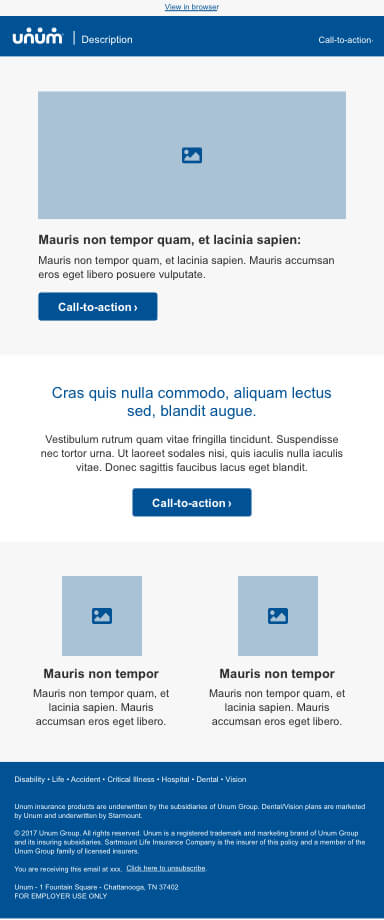 View in browser
unum | Description
Call-to-action›
Mauris non tempor quam, et lacinia sapien:
Mauris non tempor quam, et lacinia sapien. Mauris accumsan
eros eget libero posuere vulputate.
Call-to-action ›
Cras quis nulla commodo, aliquam lectus
sed, blandit augue.
Vestibulum rutrum quam vitae fringilla tincidunt. Suspendisse
nec tortor urna. Ut laoreet sodales nisi, quis iaculis nulla iaculis
vitae. Donec sagittis faucibus lacus eget blandit.
Call-to-action ›
Mauris non tempor
Mauris non tempor quam, et
lacinia sapien. Mauris
accumsan eros eget libero.
Mauris non tempor
Mauris non tempor quam, et
lacinia sapien. Mauris
accumsan eros eget libero.
Disability • Life • Accident • Critical Illness • Hospital • Dental • Vision
Unum insurance products are underwritten by the subsidiaries of Unum Group. Dental/Vision plans are marketed
by Unum and underwritten by Starmount.
© 2017 Unum Group. All rights reserved. Unum is a registered trademark and marketing brand of Unum Group
and its insuring subsidiaries. Sartmount Life Insurance Company is the insurer of this policy and a member of the
Unum Group family of licensed insurers.
You are receiving this email at xxx. Click here to unsubscribe.
Unum - 1 Fountain Square - Chattanooga, TN 37402
FOR EMPLOYER USE ONLY